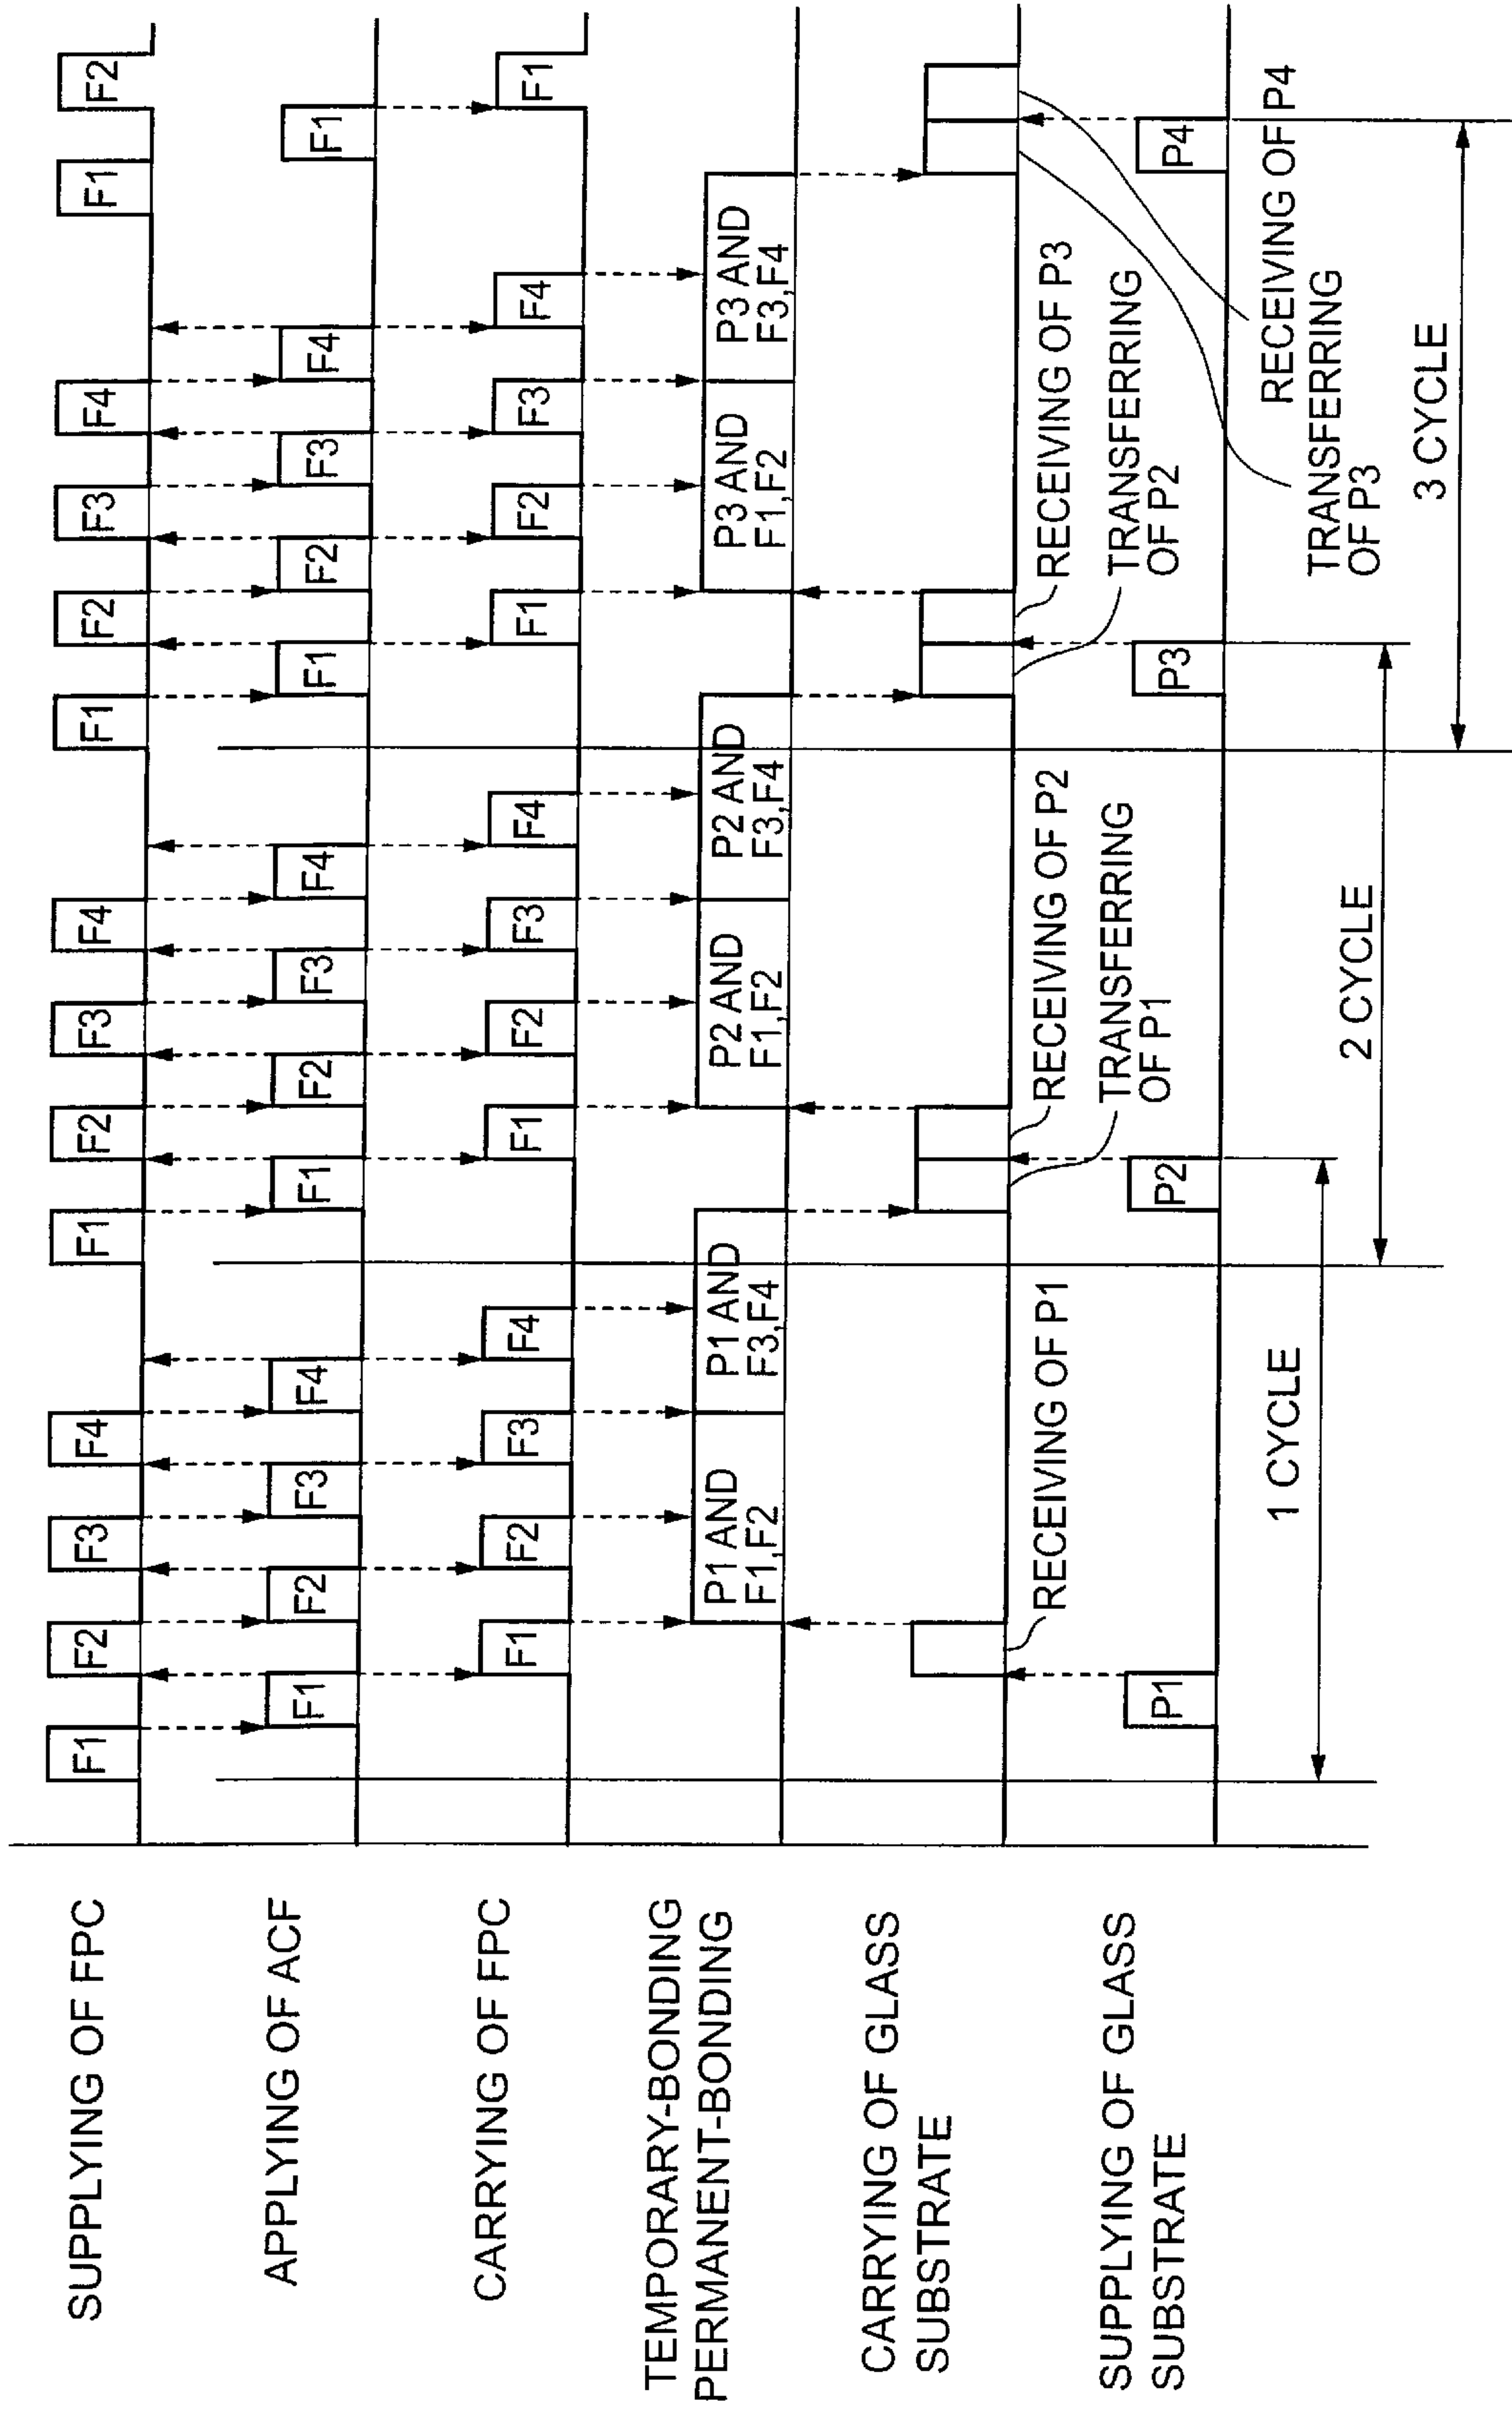 SUPPLYING OF FPC
F1 F2 F3 F4 F1 F2 F3 F4 F1 F2 F3 F4 F1 F2
APPLYING OF ACF
F1 F2 F3 F4 F1 F2 F3 F4 F1 F2 F3 F4 F1
CARRYING OF FPC
F1 F2 F3 F4 F1 F2 F3 F4 F1 F2 F3 F4 F1
TEMPORARY-BONDING
PERMANENT-BONDING
P1 AND
F1,F2
P1 AND
F3,F4
P2 AND
F1,F2
P2 AND
F3,F4
P3 AND
F1,F2
P3 AND
F3,F4
CARRYING OF GLASS
SUBSTRATE
RECEIVING OF P1
RECEIVING OF P2
TRANSFERRING
OF P1
RECEIVING OF P3
TRANSFERRING
OF P2
SUPPLYING OF GLASS
SUBSTRATE
P1 P2 P3 P4
RECEIVING OF P4
TRANSFERRING
OF P3
1 CYCLE
2 CYCLE
3 CYCLE